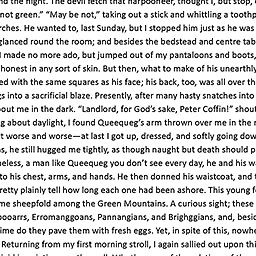 nd the night. The devil fetch that harpooneer, thought I, but stop, c
not green.” “May be not,” taking out a stick and whittling a toothp
rches. He wanted to, last Sunday, but I stopped him just as he was
glanced round the room; and besides the bedstead and centre tab
I made no more ado, but jumped out of my pantaloons and boots,
honest in any sort of skin. But then, what to make of his unearthly
ed with the same squares as his face; his back, too, was all over th
gs into a sacrificial blaze. Presently, after many hasty snatches into
bout me in the dark. “Landlord, for God’s sake, Peter Coffin!” shou
g about daylight, I found Queequeg’s arm thrown over me in the r
t worse and worse—at last I got up, dressed, and softly going dow
as, he still hugged me tightly, as though naught but death should p
neless, a man like Queequeg you don’t see every day, he and his wa
to his chest, arms, and hands. He then donned his waistcoat, and t
retty plainly tell how long each one had been ashore. This young f
me sheepfold among the Green Mountains. A curious sight; these
booarrs, Erromanggoans, Pannangians, and Brighggians, and, besid
ime do they pave them with fresh eggs. Yet, in spite of this, nowhe
Returning from my first morning stroll, I again sallied out upon thi